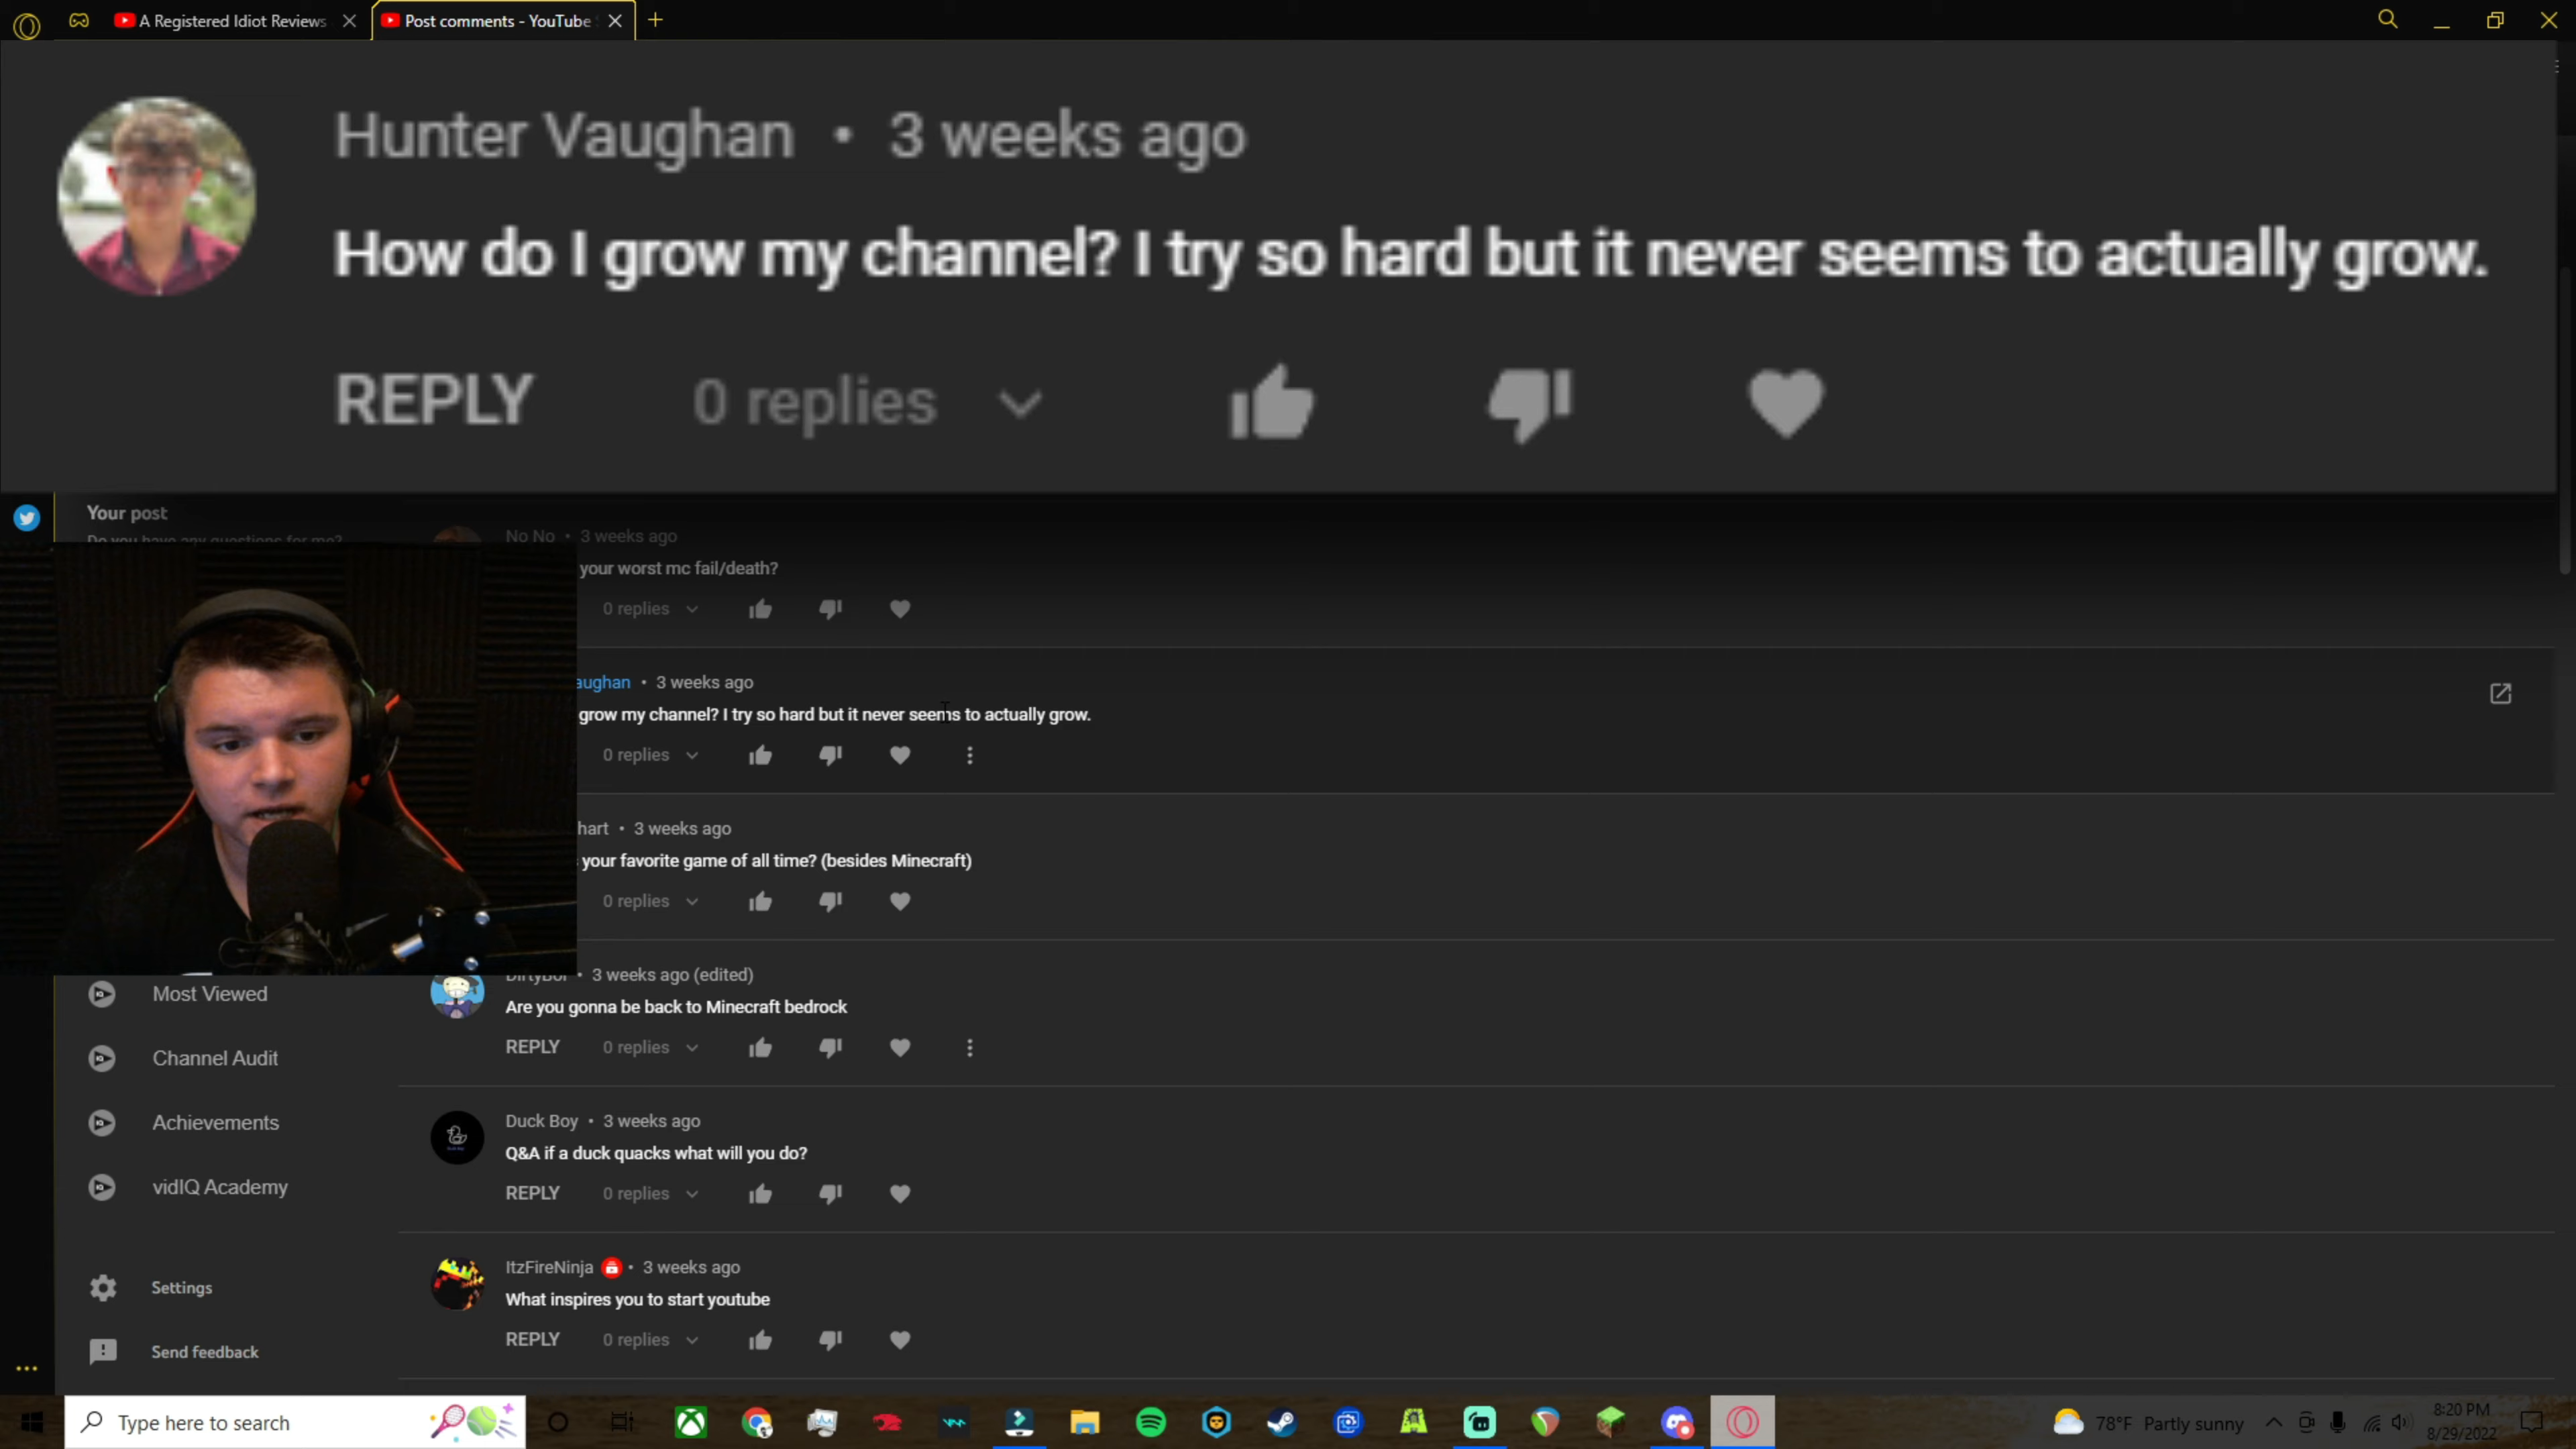 A Registered Idiot Reviews
Post comments - YouTube
Hunter Vaughan • 3 weeks ago
How do I grow my channel? I try so hard but it never seems to actually grow.
REPLY 0 replies
Your post
Do you have any questions for me?
No No • 3 weeks ago
your worst mc fail/death?
0 replies
aughan • 3 weeks ago
grow my channel? I try so hard but it never seems to actually grow.
0 replies
hart • 3 weeks ago
your favorite game of all time? (besides Minecraft)
0 replies
DirtyBoi • 3 weeks ago (edited)
Are you gonna be back to Minecraft bedrock
REPLY 0 replies
Duck Boy • 3 weeks ago
Q&A if a duck quacks what will you do?
REPLY 0 replies
ItzFireNinja • 3 weeks ago
What inspires you to start youtube
REPLY 0 replies
Most Viewed
Channel Audit
Achievements
vidIQ Academy
Settings
Send feedback
Type here to search
78°F Partly sunny
8:20 PM
8/29/2022